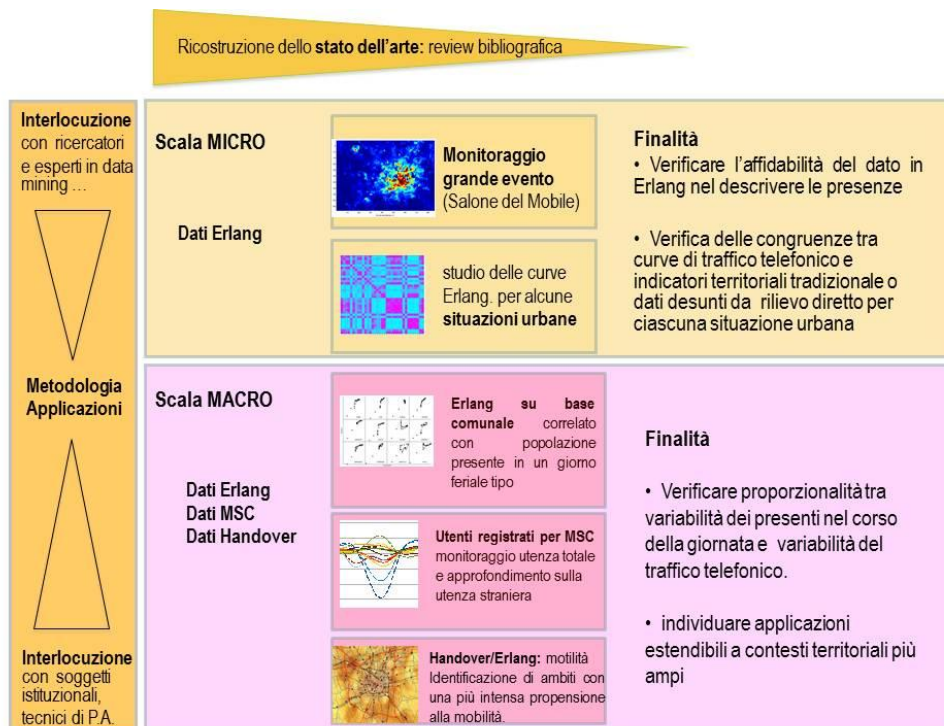 Ricostruzione dello stato dell'arte: review bibliografica
Interlocuzione
con ricercatori
e esperti in data
mining ...
Metodologia
Applicazioni
Interlocuzione
con soggetti
istituzionali,
tecnici di P.A.
Scala MICRO
Dati Erlang
Monitoraggio
grande evento
(Salone del Mobile)
studio delle curve
Erlang. per alcune
situazioni urbane
Finalità
• Verificare l'affidabilità del dato in
Erlang nel descrivere le presenze
• Verifica delle congruenze tra
curve di traffico telefonico e
indicatori territoriali tradizionale o
dati desunti da rilievo diretto per
ciascuna situazione urbana
Scala MACRO
Dati Erlang
Dati MSC
Dati Handover
Erlang su base
comunale correlato
con popolazione
presente in un giorno
feriale tipo
Utenti registrati per MSC
monitoraggio utenza totale
e approfondimento sulla
utenza straniera
Handover/Erlang: motilità
Identificazione di ambiti con
una più intensa propensione
alla mobilità.
Finalità
• Verificare proporzionalità tra
variabilità dei presenti nel corso
della giornata e variabilità del
traffico telefonico.
• individuare applicazioni
estendibili a contesti territoriali più
ampi